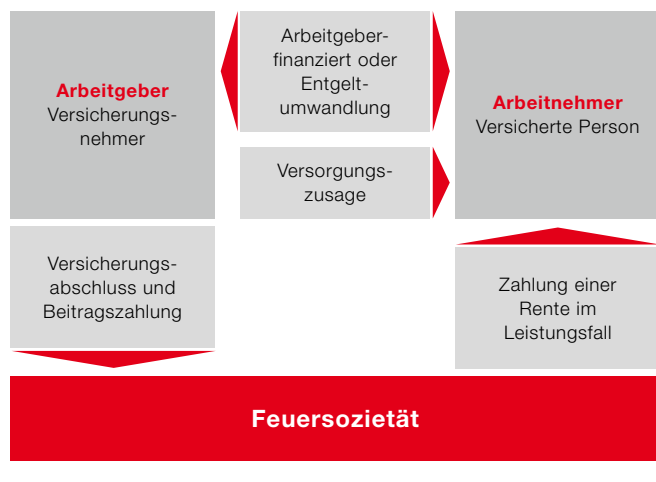 Arbeitgeber
Versicherungs-
nehmer
Arbeitgeber-
finanziert oder
Entgelt-
umwandlung
Arbeitnehmer
Versicherte Person
Versorgungs-
zusage
Versicherungs-
abschluss und
Beitragszahlung
Zahlung einer
Rente im
Leistungsfall
Feuersozietät